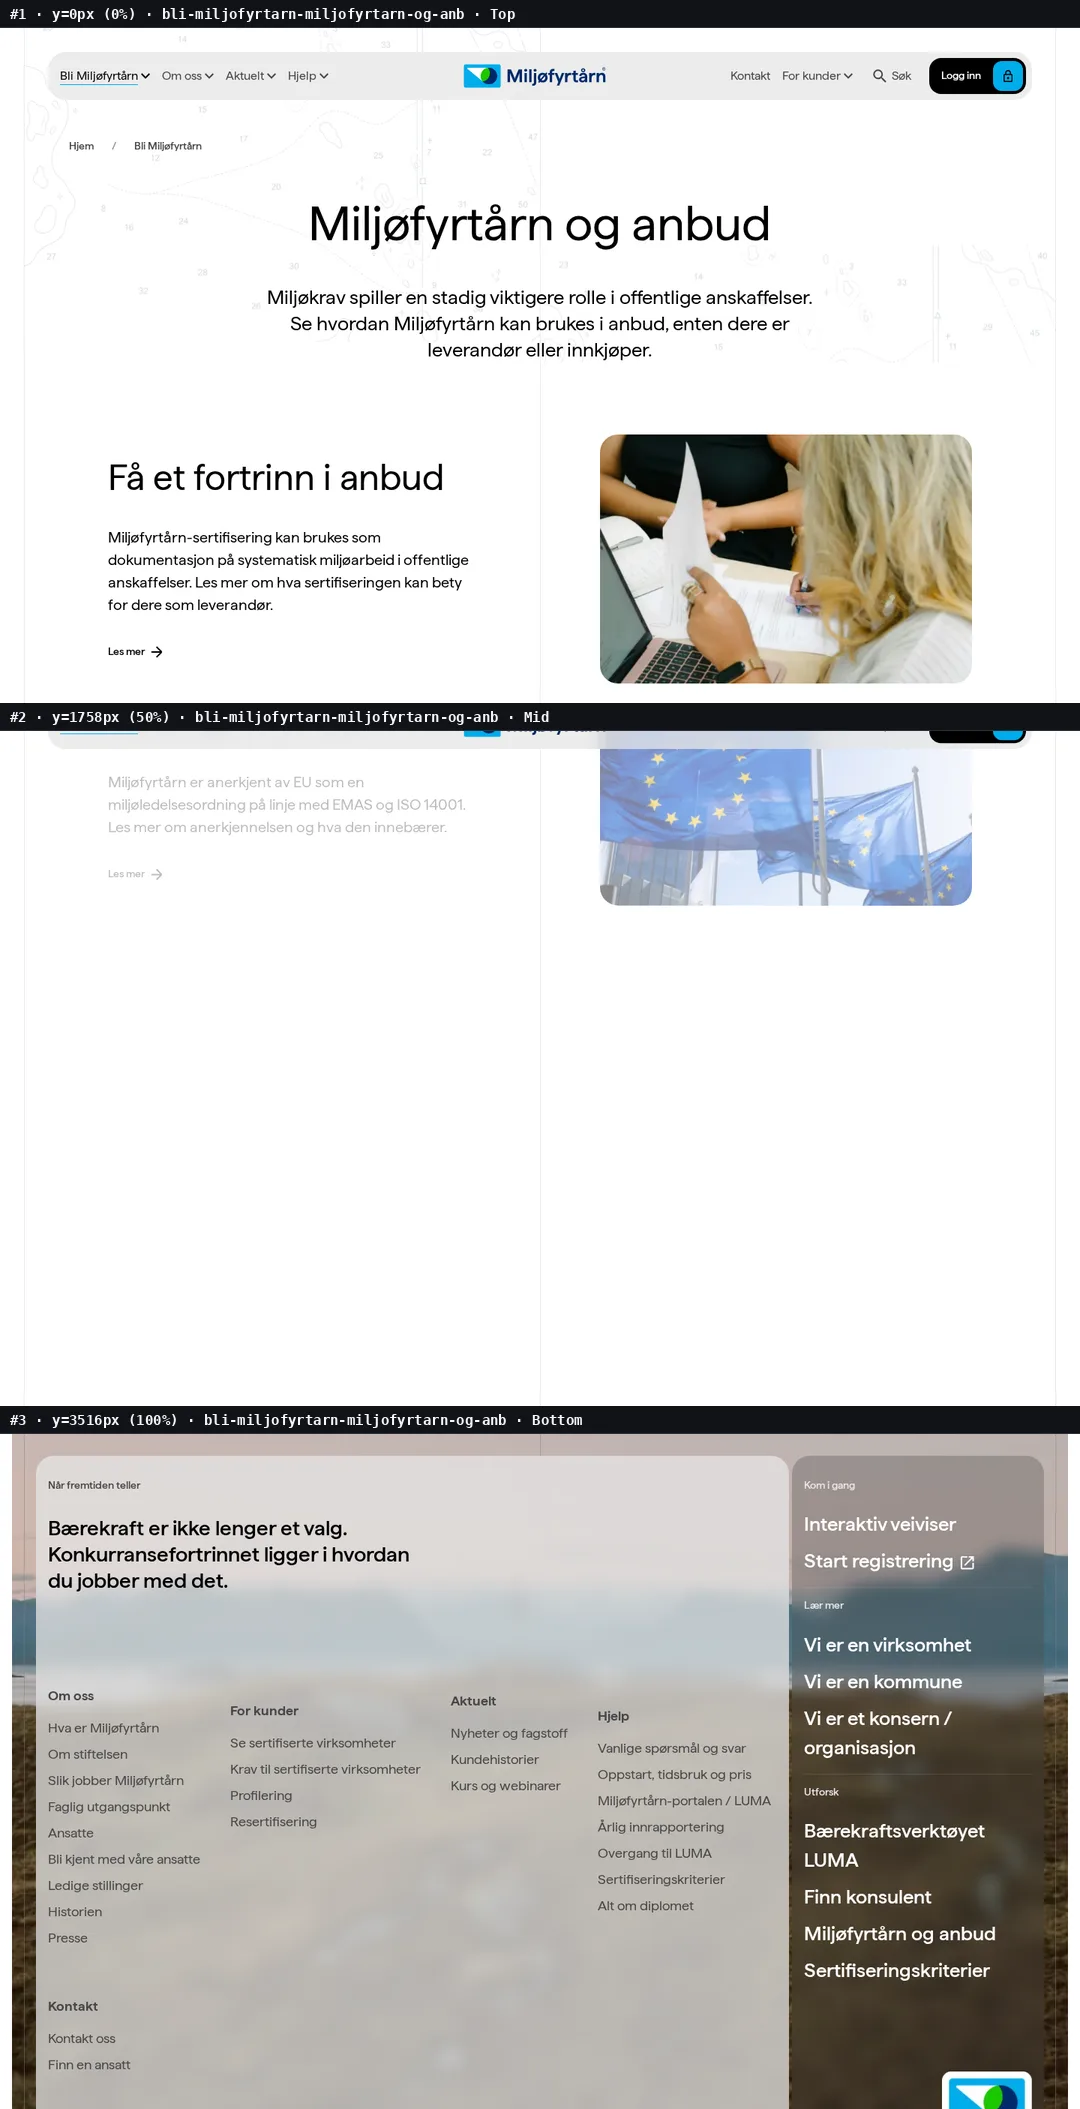 #1 · y=0px (0%) · bli-miljofyrtarn-miljofyrtarn-og-anb · Top
Bli Miljøfyrtårn
Om oss
Aktuelt
Hjelp
Miljøfyrtårn
Kontakt
For kunder
Søk
Logg inn
Hjem / Bli Miljøfyrtårn
Miljøfyrtårn og anbud
Miljøkrav spiller en stadig viktigere rolle i offentlige anskaffelser.
Se hvordan Miljøfyrtårn kan brukes i anbud, enten dere er
leverandør eller innkjøper.
Få et fortrinn i anbud
Miljøfyrtårn-sertifisering kan brukes som
dokumentasjon på systematisk miljøarbeid i offentlige
anskaffelser. Les mer om hva sertifiseringen kan bety
for dere som leverandør.
Les mer
#2 · y=1758px (50%) · bli-miljofyrtarn-miljofyrtarn-og-anb · Mid
Miljøfyrtårn er anerkjent av EU som en
miljøledelsesordning på linje med EMAS og ISO 14001.
Les mer om anerkjennelsen og hva den innebærer.
Les mer
#3 · y=3516px (100%) · bli-miljofyrtarn-miljofyrtarn-og-anb · Bottom
Når fremtiden teller
Bærekraft er ikke lenger et valg.
Konkurransefortrinnet ligger i hvordan
du jobber med det.
Om oss
Hva er Miljøfyrtårn
Om stiftelsen
Slik jobber Miljøfyrtårn
Faglig utgangspunkt
Ansatte
Bli kjent med våre ansatte
Ledige stillinger
Historien
Presse
For kunder
Se sertifiserte virksomheter
Krav til sertifiserte virksomheter
Profilering
Resertifisering
Aktuelt
Nyheter og fagstoff
Kundehistorier
Kurs og webinarer
Hjelp
Vanlige spørsmål og svar
Oppstart, tidsbruk og pris
Miljøfyrtårn-portalen / LUMA
Årlig innrapportering
Overgang til LUMA
Sertifiseringskriterier
Alt om diplomet
Kontakt
Kontakt oss
Finn en ansatt
Kom i gang
Interaktiv veiviser
Start registrering
Lær mer
Vi er en virksomhet
Vi er en kommune
Vi er et konsern /
organisasjon
Utforsk
Bærekraftsverktøyet
LUMA
Finn konsulent
Miljøfyrtårn og anbud
Sertifiseringskriterier